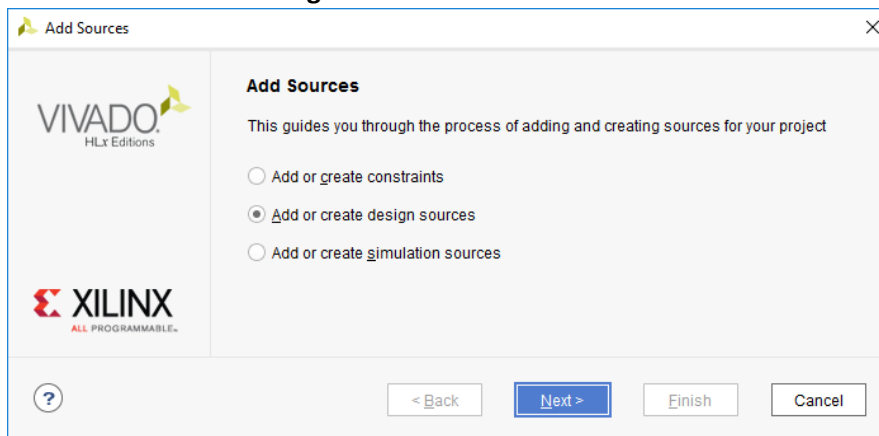 Add Sources
VIVADO.
HLx Editions
Add Sources
This guides you through the process of adding and creating sources for your project
Add or create constraints
Add or create design sources
Add or create simulation sources
XILINX
ALL PROGRAMMABLE™
?
< Back
Next >
Finish
Cancel